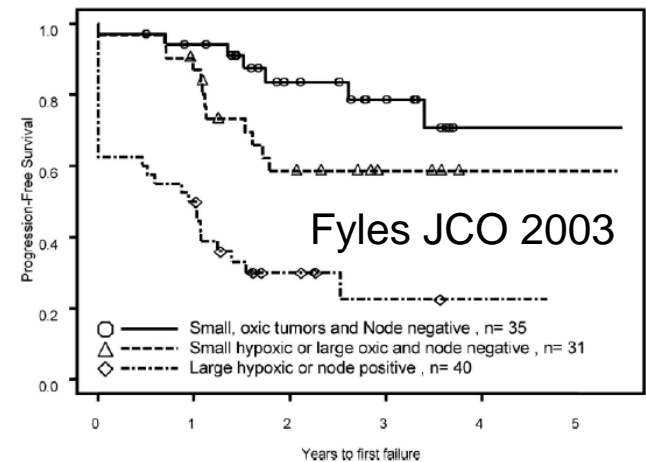 1.0
0.8
0.6
0.4
0.2
0.0
Progression-Free Survival
Fyles JCO 2003
Small, oxic tumors and Node negative , n= 35
Small hypoxic or large oxic and node negative , n= 31
Large hypoxic or node positive , n= 40
0 1 2 3 4 5
Years to first failure